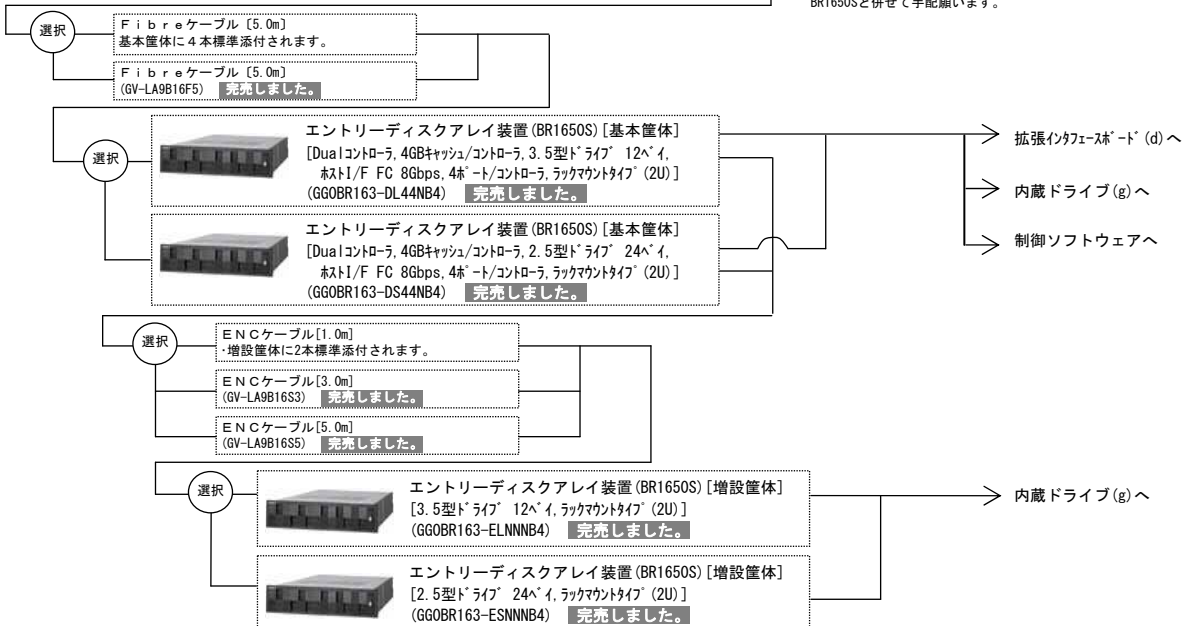 BR1650Sと併せて手配願います。
選択
Ｆｉｂｒｅケーブル〔5.0m〕
基本筐体に４本標準添付されます。
Ｆｉｂｒｅケーブル〔5.0m〕
(GV-LA9B16F5) 完売しました。
選択
エントリーディスクアレイ装置(BR1650S)[基本筐体]
[Dualｺﾝﾄﾛｰﾗ,4GBｷｬｯｼｭ/ｺﾝﾄﾛｰﾗ,3.5型ﾄﾞﾗｲﾌﾞ 12ﾍﾞｲ,
ﾎｽﾄI/F FC 8Gbps,4ﾎﾟｰﾄ/ｺﾝﾄﾛｰﾗ,ﾗｯｸﾏｳﾝﾄﾀｲﾌﾟ(2U)]
(GG0BR163-DL44NB4) 完売しました。
エントリーディスクアレイ装置(BR1650S)[基本筐体]
[Dualｺﾝﾄﾛｰﾗ,4GBｷｬｯｼｭ/ｺﾝﾄﾛｰﾗ,2.5型ﾄﾞﾗｲﾌﾞ 24ﾍﾞｲ,
ﾎｽﾄI/F FC 8Gbps,4ﾎﾟｰﾄ/ｺﾝﾄﾛｰﾗ,ﾗｯｸﾏｳﾝﾄﾀｲﾌﾟ(2U)]
(GG0BR163-DS44NB4) 完売しました。
拡張ｲﾝﾀﾌｪｰｽﾎﾞｰﾄﾞ(d)へ
内蔵ドライブ(g)へ
制御ソフトウェアへ
選択
ＥＮＣケーブル[1.0m]
･増設筐体に2本標準添付されます。
ＥＮＣケーブル[3.0m]
(GV-LA9B16S3) 完売しました。
ＥＮＣケーブル[5.0m]
(GV-LA9B16S5) 完売しました。
選択
エントリーディスクアレイ装置(BR1650S)[増設筐体]
[3.5型ﾄﾞﾗｲﾌﾞ 12ﾍﾞｲ,ﾗｯｸﾏｳﾝﾄﾀｲﾌﾟ(2U)]
(GG0BR163-ELNNNB4) 完売しました。
エントリーディスクアレイ装置(BR1650S)[増設筐体]
[2.5型ﾄﾞﾗｲﾌﾞ 24ﾍﾞｲ,ﾗｯｸﾏｳﾝﾄﾀｲﾌﾟ(2U)]
(GG0BR163-ESNNNB4) 完売しました。
内蔵ドライブ(g)へ